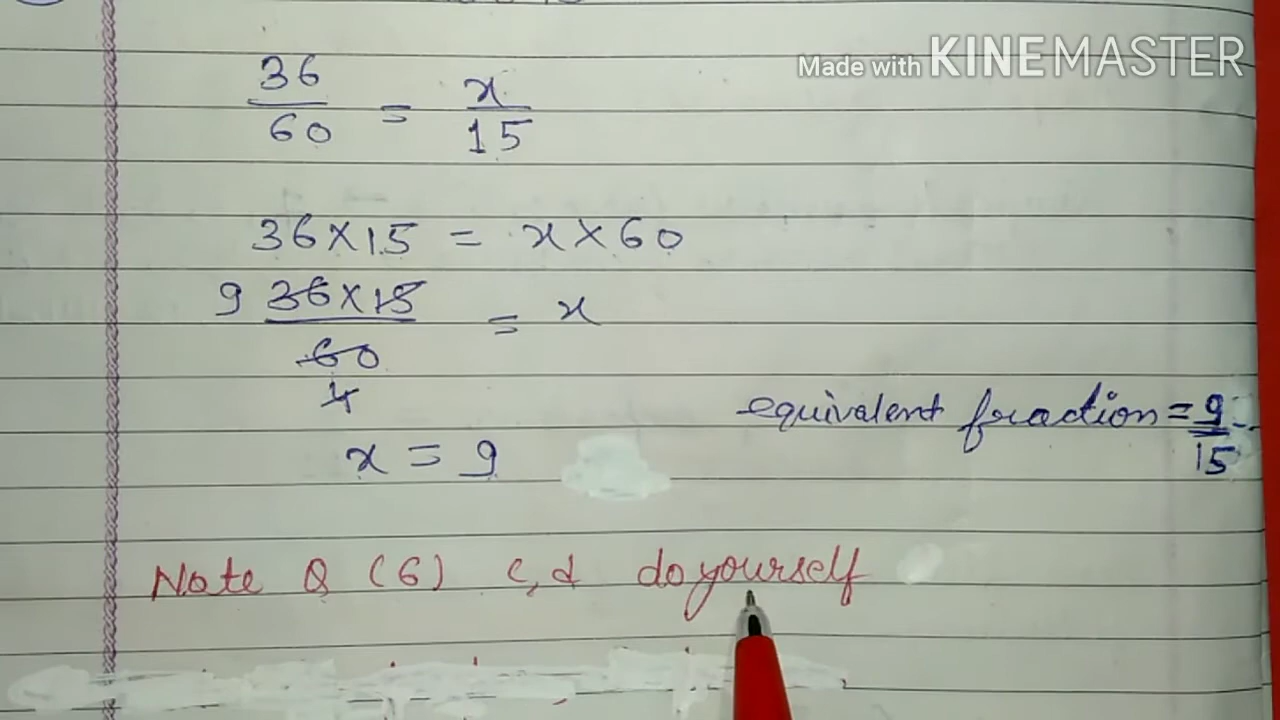 Made with KINEMASTER
36/60 = x/15
36×15 = x×60
9 36×15/60 = x
4
x = 9
equivalent fraction = 9/15
Note Q (6) c,d do yourself